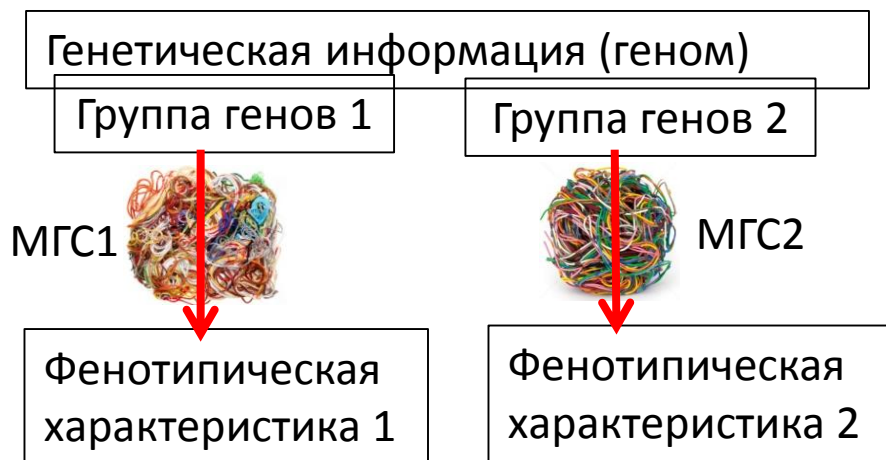 Генетическая информация (геном)
Группа генов 1
Группа генов 2
МГС1
МГС2
Фенотипическая
характеристика 1
Фенотипическая
характеристика 2